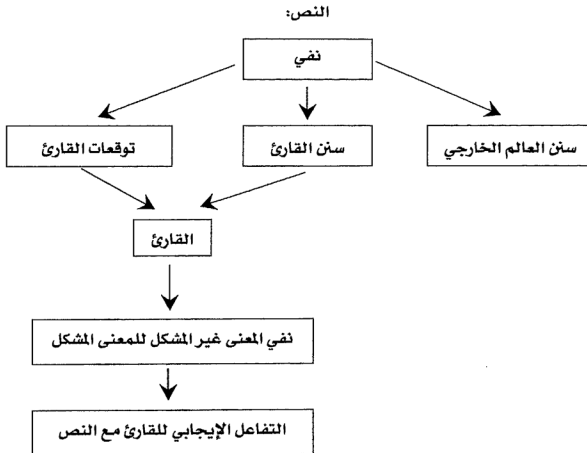 النص:
نفي
سنن العالم الخارجي
سنن القارئ
توقعات القارئ
القارئ
نفي المعنى غير المشكل للمعنى المشكل
التفاعل الإيجابي للقارئ مع النص